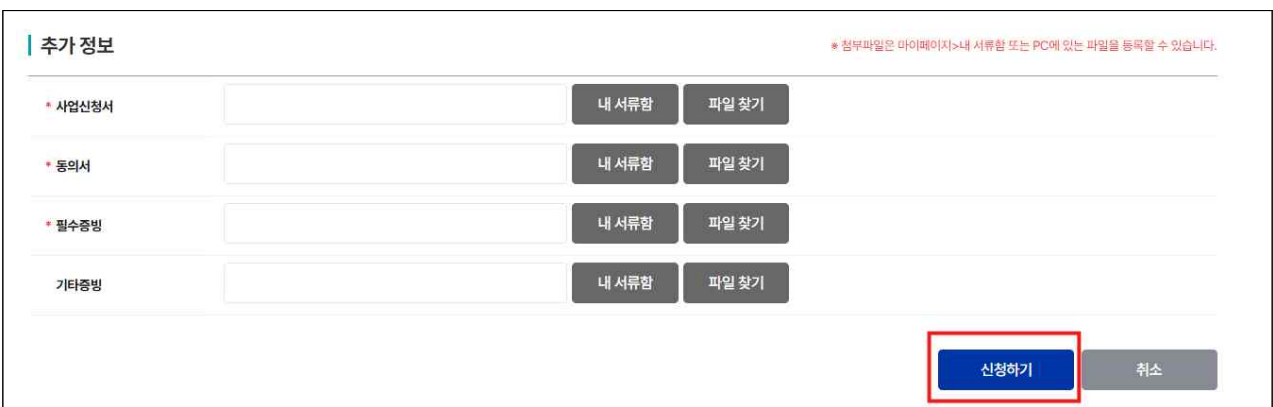 추가 정보
※ 첨부파일은 마이페이지>내 서류함 또는 PC에 있는 파일을 등록할 수 있습니다.
* 사업신청서 내 서류함 파일 찾기
* 동의서 내 서류함 파일 찾기
* 필수증빙 내 서류함 파일 찾기
기타증빙 내 서류함 파일 찾기
신청하기 취소